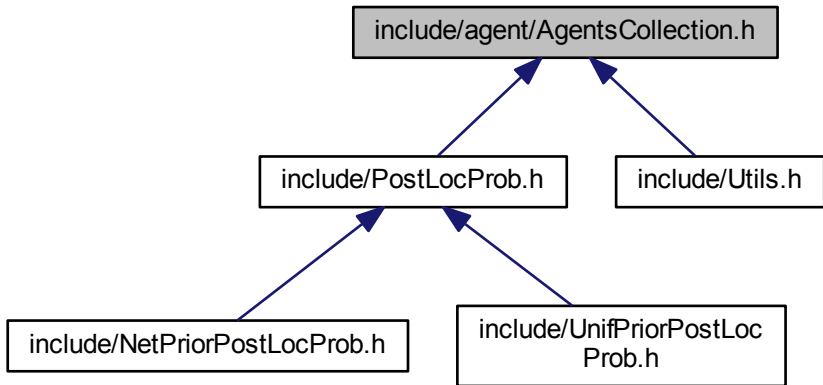 include/agent/AgentsCollection.h
include/PostLocProb.h
include/Utils.h
include/NetPriorPostLocProb.h
include/UnifPriorPostLoc
Prob.h